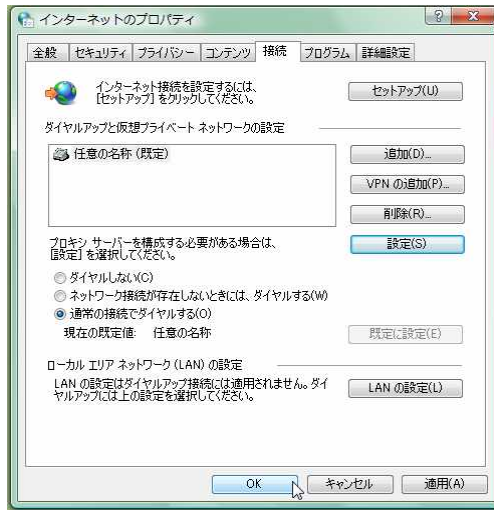 インターネットのプロパティ
全般 セキュリティ プライバシー コンテンツ 接続 プログラム 詳細設定
インターネット接続を設定するには、
[セットアップ] をクリックしてください。
セットアップ(U)
ダイヤルアップと仮想プライベート ネットワークの設定
任意の名称 (既定)
追加(D)...
VPN の追加(P)...
削除(R)...
プロキシ サーバーを構成する必要がある場合は、
[設定] を選択してください。
設定(S)
ダイヤルしない(C)
ネットワーク接続が存在しないときには、ダイヤルする(W)
通常の接続でダイヤルする(O)
現在の既定値: 任意の名称
既定に設定(E)
ローカル エリア ネットワーク (LAN) の設定
LAN の設定はダイヤルアップ接続には適用されません。ダイ
ヤルアップには上の設定を選択してください。
LAN の設定(L)
OK キャンセル 適用(A)